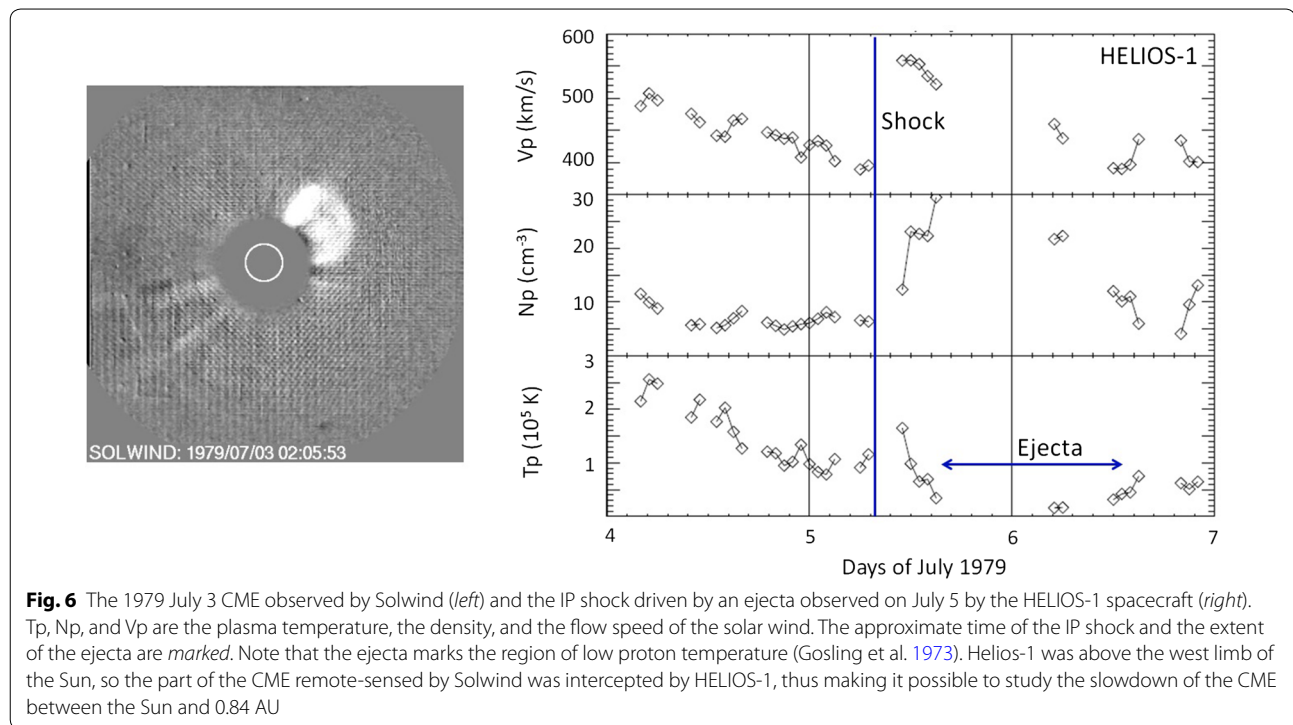 SOLWIND: 1979/07/03 02:05:53
HELIOS-1
Shock
Vp (km/s)
600
500
400
Np (cm-3)
30
20
10
Tp (10⁵ K)
3
2
1
Ejecta
4
5
6
7
Days of July 1979
Fig. 6 The 1979 July 3 CME observed by Solwind (left) and the IP shock driven by an ejecta observed on July 5 by the HELIOS-1 spacecraft (right).
Tp, Np, and Vp are the plasma temperature, the density, and the flow speed of the solar wind. The approximate time of the IP shock and the extent
of the ejecta are marked. Note that the ejecta marks the region of low proton temperature (Gosling et al. 1973). Helios-1 was above the west limb of
the Sun, so the part of the CME remote-sensed by Solwind was intercepted by HELIOS-1, thus making it possible to study the slowdown of the CME
between the Sun and 0.84 AU